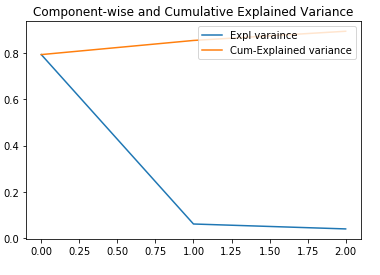 Component-wise and Cumulative Explained Variance
Expl varaince
Cum-Explained variance
0.8
0.6
0.4
0.2
0.0
0.00 0.25 0.50 0.75 1.00 1.25 1.50 1.75 2.00